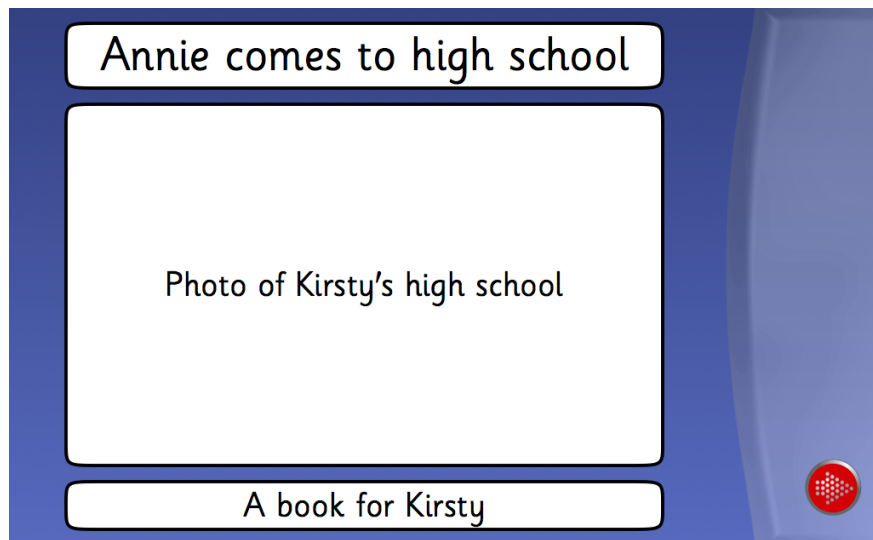 Annie comes to high school
Photo of Kirsty's high school
A book for Kirsty